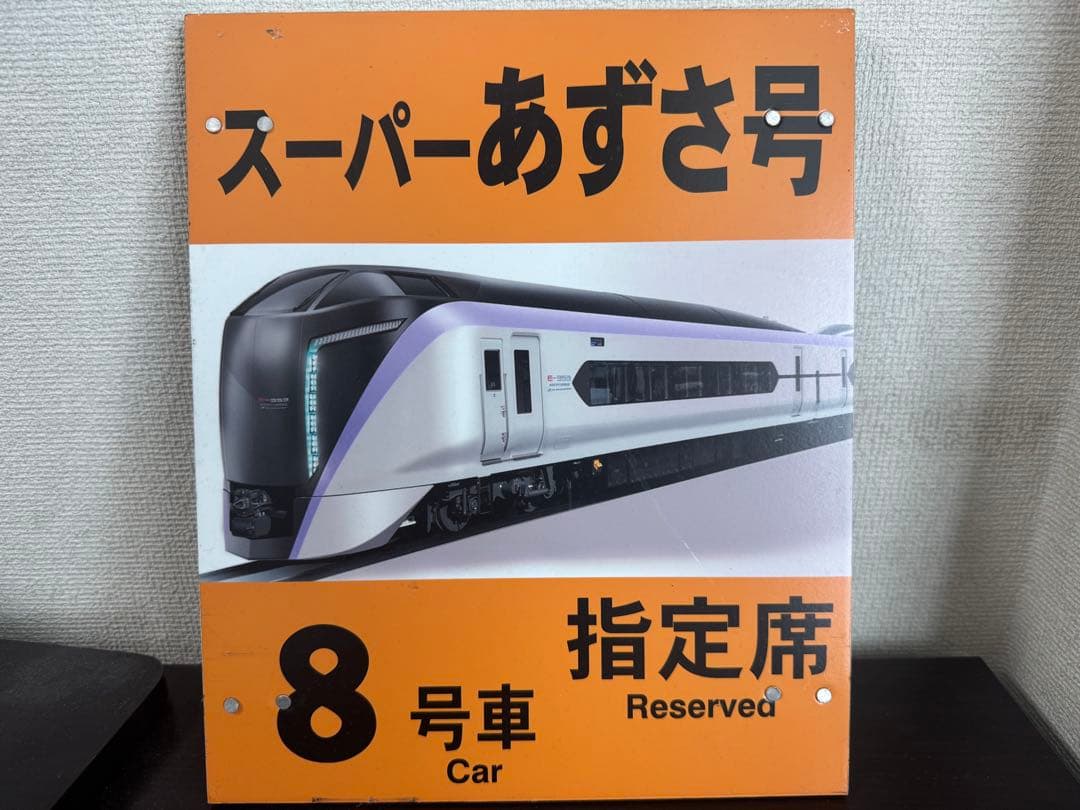 スーパーあずさ号
8号車
Car
指定席
Reserved